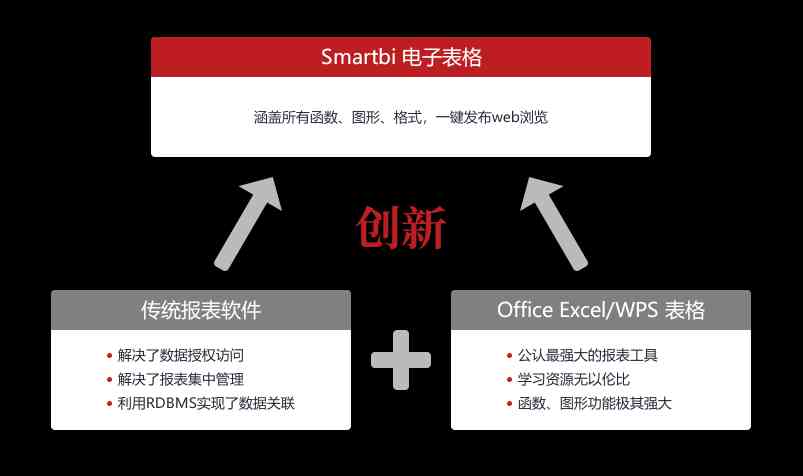 Smartbi 电子表格
涵盖所有函数、图形、格式，一键发布web浏览
创新
传统报表软件
• 解决了数据授权访问
• 解决了报表集中管理
• 利用RDBMS实现了数据关联
Office Excel/WPS 表格
• 公认最强大的报表工具
• 学习资源无以伦比
• 函数、图形功能极其强大